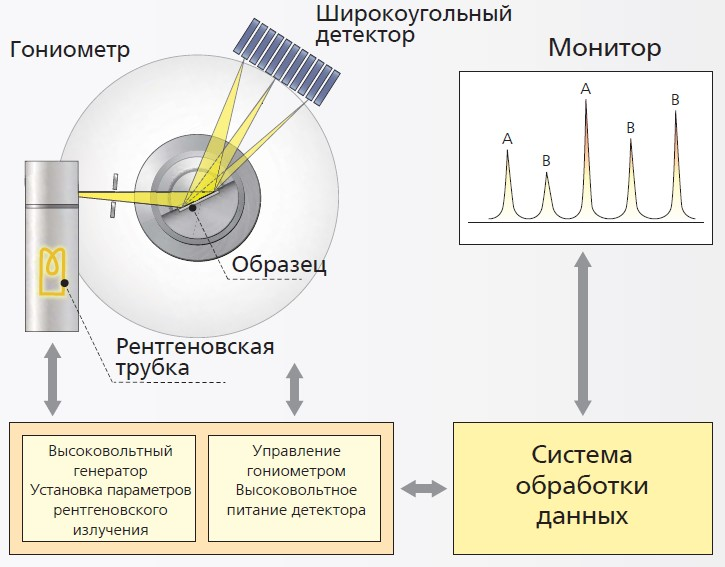 Гониометр
Широкоугольный
детектор
Монитор
A
B
A
B
B
Образец
Рентгеновская
трубка
Высоковольтный
генератор
Установка параметров
рентгеновского
излучения
Управление
гониометром
Высоковольтное
питание детектора
Система
обработки
данных